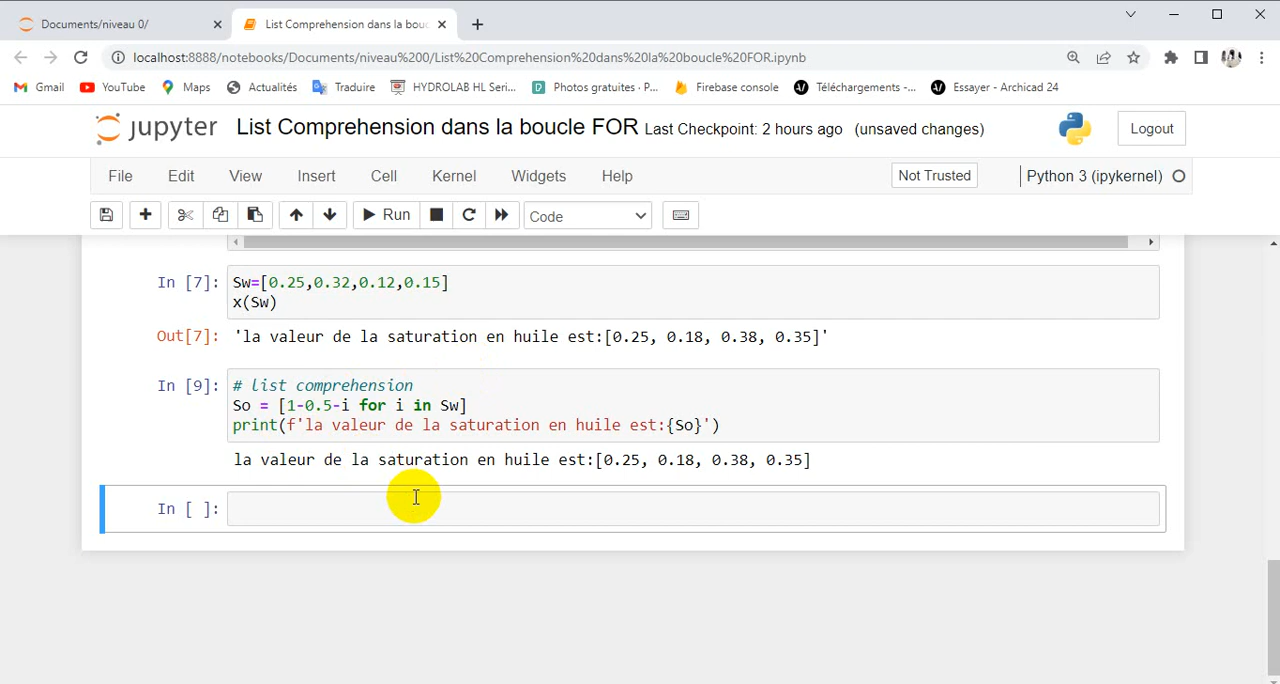 Documents/niveau 0/
List Comprehension dans la bouc
localhost:8888/notebooks/Documents/niveau%200/List%20Comprehension%20dans%20la%20boucle%20FOR.ipynb
Gmail YouTube Maps Actualités Traduire HYDROLAB HL Seri... Photos gratuites · P... Firebase console Téléchargements -... Essayer - Archicad 24
jupyter List Comprehension dans la boucle FOR Last Checkpoint: 2 hours ago (unsaved changes) Logout
File Edit View Insert Cell Kernel Widgets Help Not Trusted Python 3 (ipykernel)
Run Code
In [7]: Sw=[0.25,0.32,0.12,0.15]
x(Sw)
Out[7]: 'la valeur de la saturation en huile est:[0.25, 0.18, 0.38, 0.35]'
In [9]: # list comprehension
So = [1-0.5-i for i in Sw]
print(f'la valeur de la saturation en huile est:{So}')
la valeur de la saturation en huile est:[0.25, 0.18, 0.38, 0.35]
In [ ]: